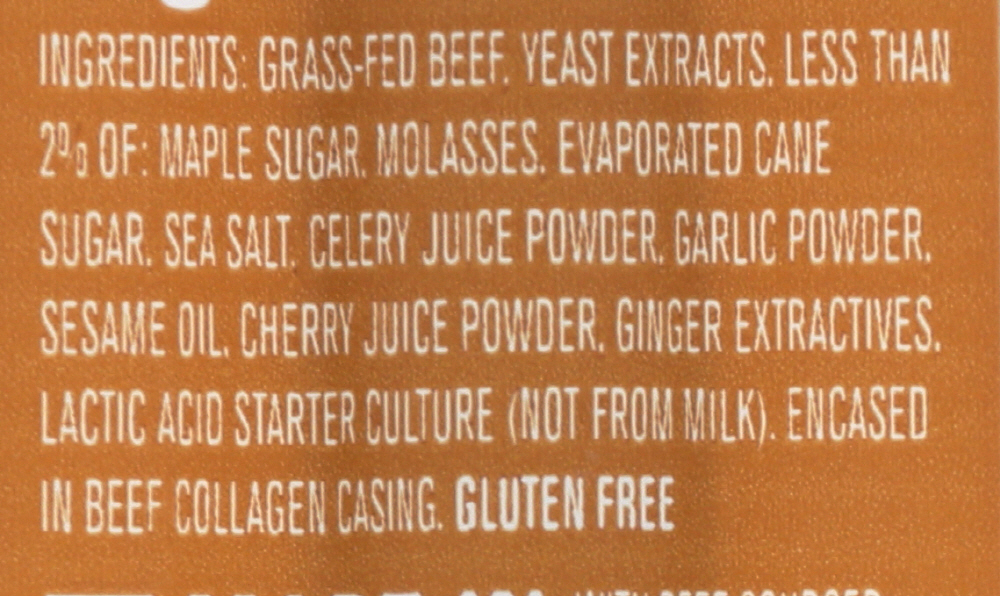 INGREDIENTS: GRASS-FED BEEF, YEAST EXTRACTS, LESS THAN
2% OF: MAPLE SUGAR, MOLASSES, EVAPORATED CANE
SUGAR, SEA SALT, CELERY JUICE POWDER, GARLIC POWDER,
SESAME OIL, CHERRY JUICE POWDER, GINGER EXTRACTIVES,
LACTIC ACID STARTER CULTURE (NOT FROM MILK). ENCASED
IN BEEF COLLAGEN CASING. GLUTEN FREE